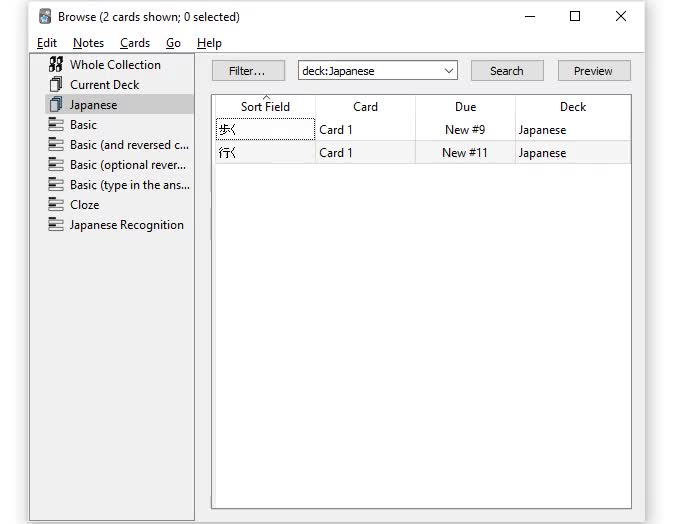 Browse (2 cards shown; 0 selected)
Edit Notes Cards Go Help
Whole Collection
Current Deck
Japanese
Basic
Basic (and reversed c...
Basic (optional rever...
Basic (type in the ans...
Cloze
Japanese Recognition
Filter... deck:Japanese Search Preview
Sort Field Card Due Deck
歩く Card 1 New #9 Japanese
行く Card 1 New #11 Japanese